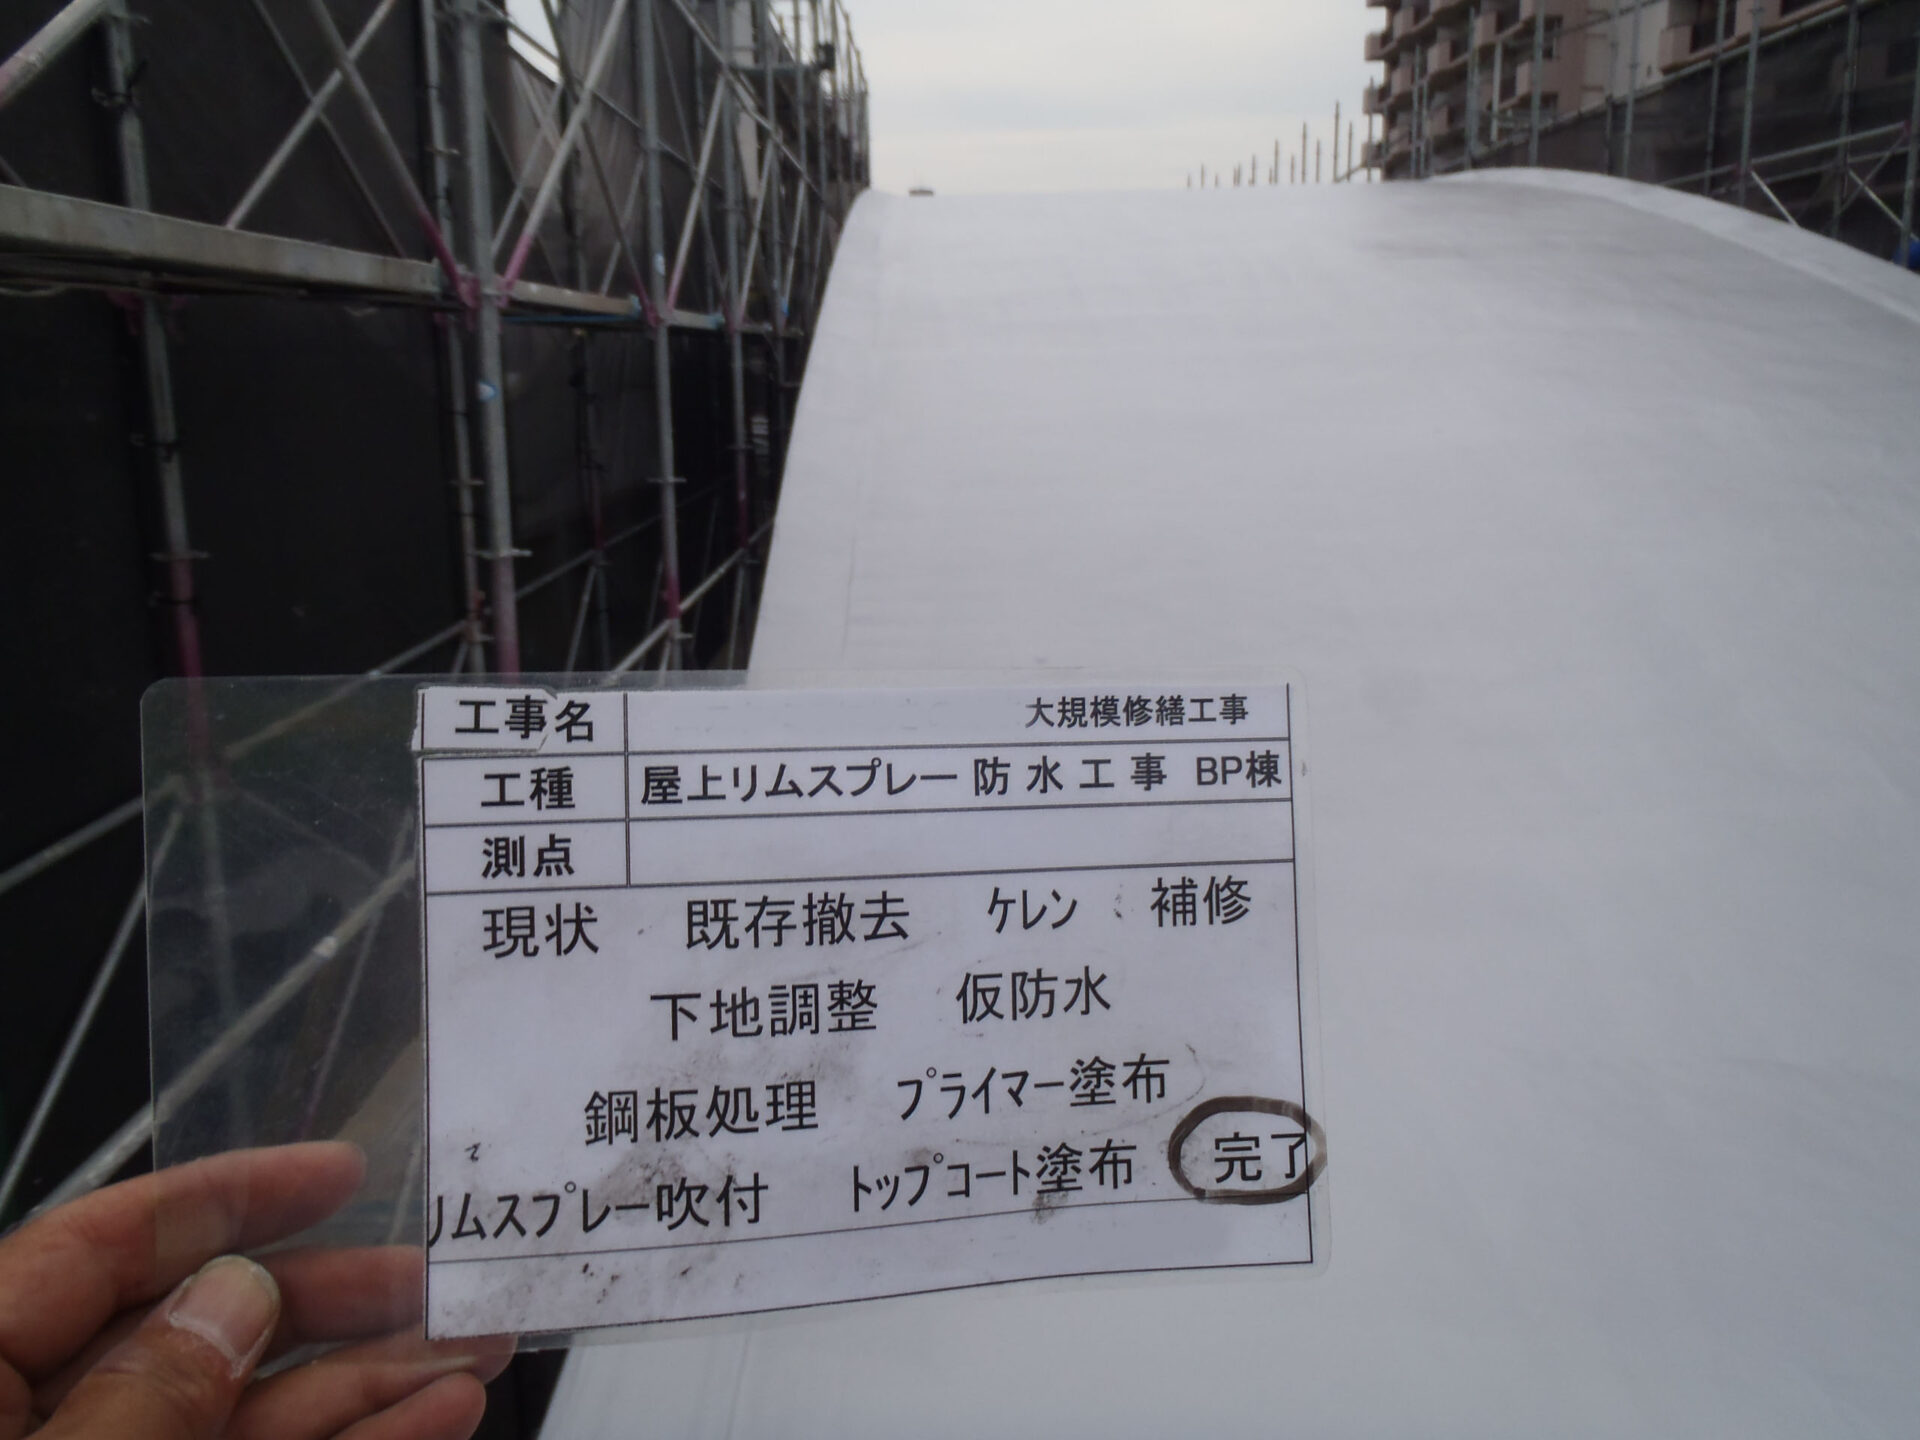 工事名 大規模修繕工事
工種 屋上リムスプレー防水工事 BP棟
測点
現状 既存撤去 ケレン 補修
下地調整 仮防水
鋼板処理 プライマー塗布
リムスプレー吹付 トップコート塗布 完了